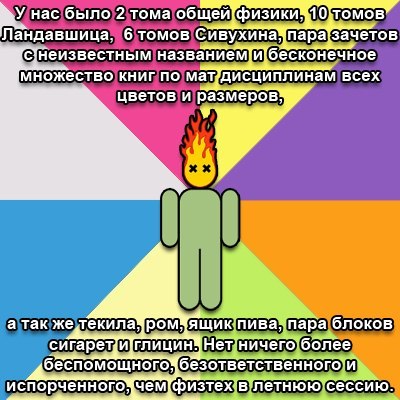 У нас было 2 тома общей физики, 10 томов
Ландавшица,  6 томов Сивухина, пара зачетов
с неизвестным названием и бесконечное
множество книг по мат дисциплинам всех
цветов и размеров,
а так же текила, ром, ящик пива, пара блоков
сигарет и глицин. Нет ничего более
беспомощного, безответственного и
испорченного, чем физтех в летнюю сессию.